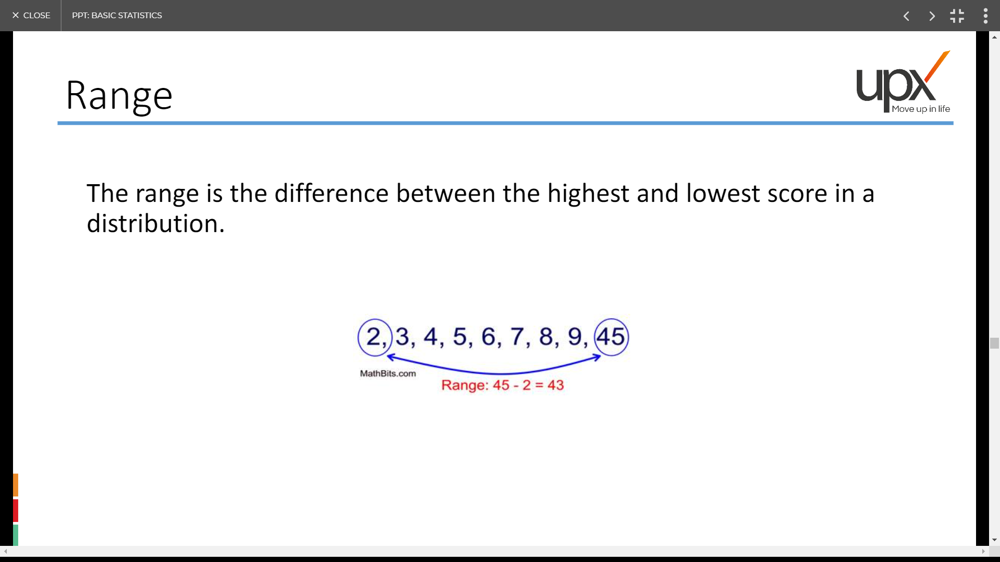 CLOSE
PPT: BASIC STATISTICS
Range
upx
Move up in life
The range is the difference between the highest and lowest score in a
distribution.
2, 3, 4, 5, 6, 7, 8, 9, 45
MathBits.com
Range: 45 - 2 = 43